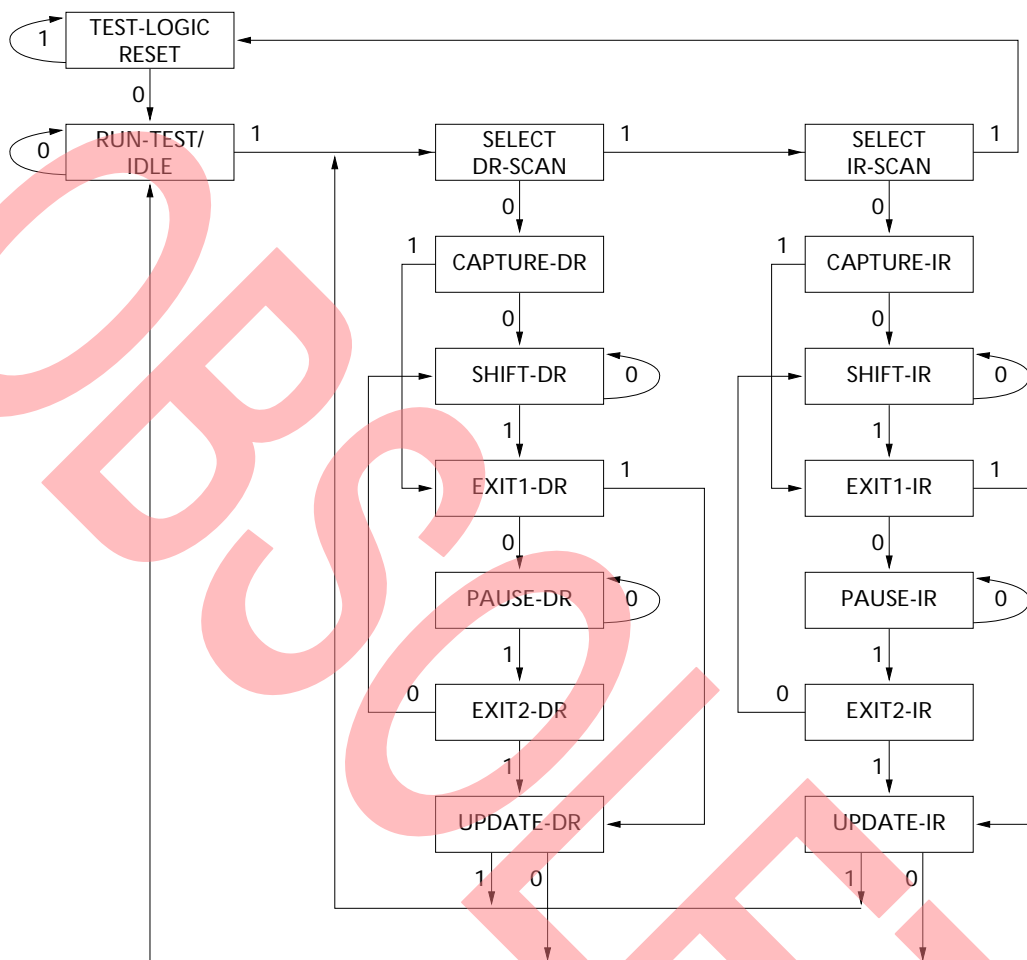 TEST-LOGIC
RESET
1
0
RUN-TEST/
IDLE
0
1
SELECT
DR-SCAN
1
SELECT
IR-SCAN
1
0
0
1
CAPTURE-DR
1
CAPTURE-IR
0
0
SHIFT-DR
0
SHIFT-IR
0
1
1
EXIT1-DR
1
EXIT1-IR
1
0
0
PAUSE-DR
0
PAUSE-IR
0
1
1
0
EXIT2-DR
0
EXIT2-IR
1
1
UPDATE-DR
UPDATE-IR
1
0
1
0